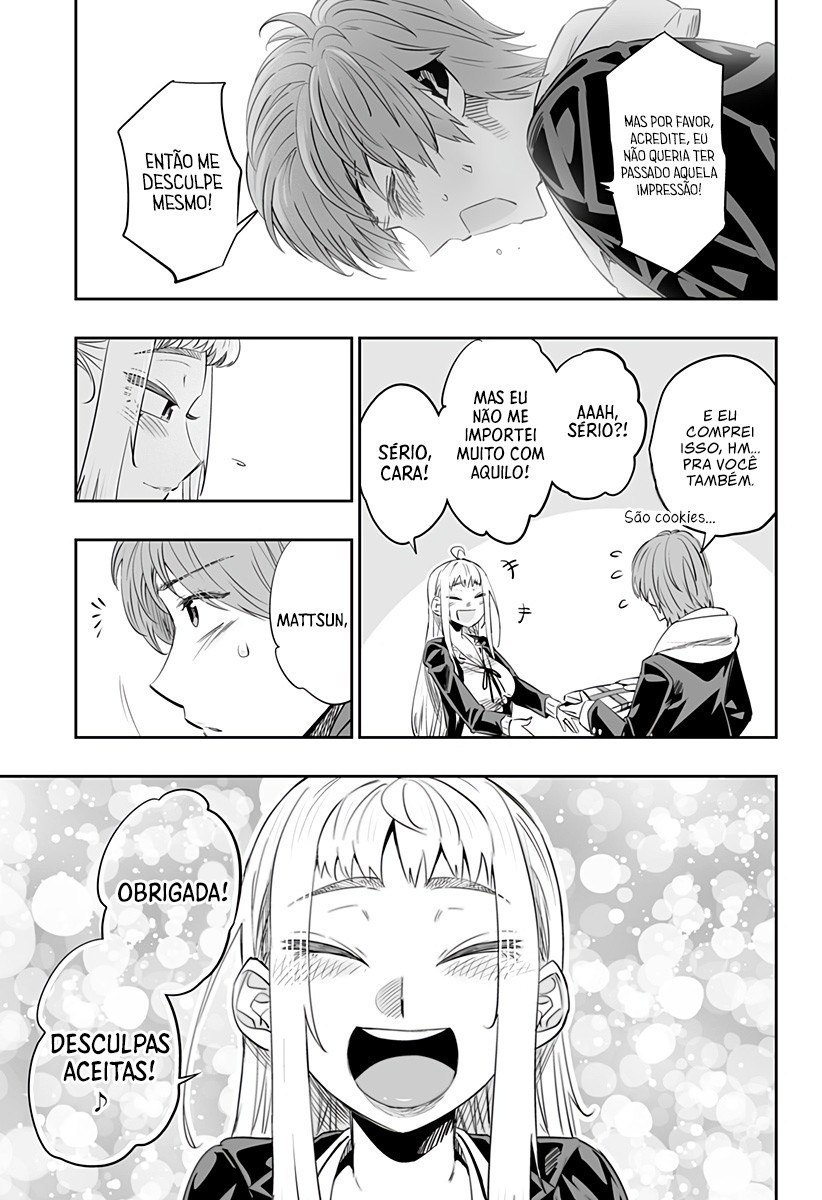 MAS POR FAVOR,
ACREDITE, EU
NÃO QUERIA TER
PASSADO AQUELA
IMPRESSÃO!
ENTÃO ME
DESCULPE
MESMO!
E EU
COMPREI
ISSO, HM...
PRA VOCÊ
TAMBÉM.
São cookies...
AAAH,
SÉRIO?!
MAS EU
NÃO ME
IMPORTEI
MUITO COM
AQUILO!
SÉRIO,
CARA!
MATTSUN,
OBRIGADA!
DESCULPAS
ACEITAS!
♪